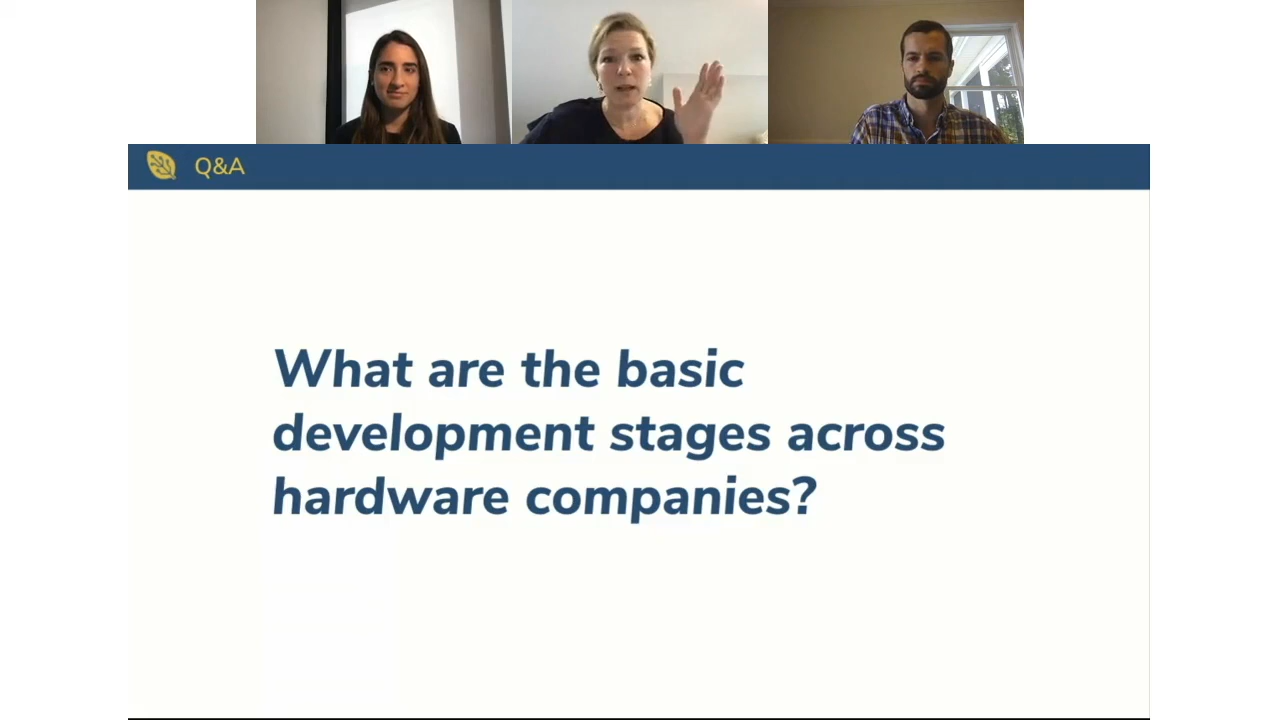 Q&A
What are the basic
development stages across
hardware companies?